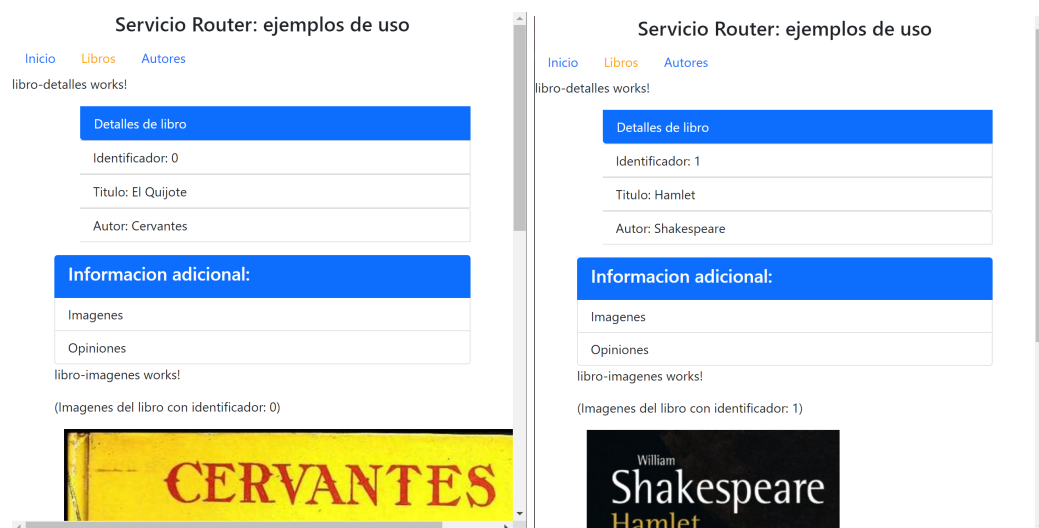 Servicio Router: ejemplos de uso
Inicio Libros Autores
libro-detalles works!
Detalles de libro
Identificador: 0
Titulo: El Quijote
Autor: Cervantes
Informacion adicional:
Imagenes
Opiniones
libro-imagenes works!
(Imagenes del libro con identificador: 0)
CERVANTES
Servicio Router: ejemplos de uso
Inicio Libros Autores
libro-detalles works!
Detalles de libro
Identificador: 1
Titulo: Hamlet
Autor: Shakespeare
Informacion adicional:
Imagenes
Opiniones
libro-imagenes works!
(Imagenes del libro con identificador: 1)
William
Shakespeare
Hamlet